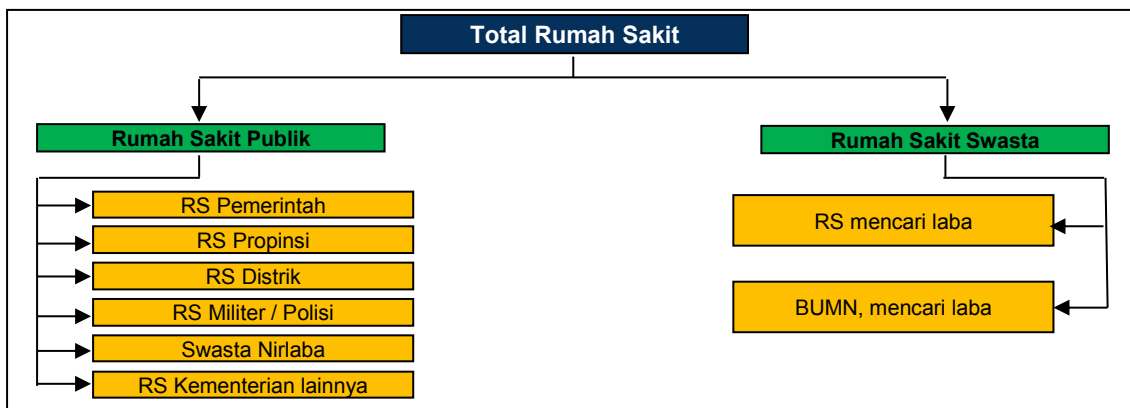 Total Rumah Sakit
Rumah Sakit Publik
RS Pemerintah
RS Propinsi
RS Distrik
RS Militer / Polisi
Swasta Nirlaba
RS Kementerian lainnya
Rumah Sakit Swasta
RS mencari laba
BUMN, mencari laba